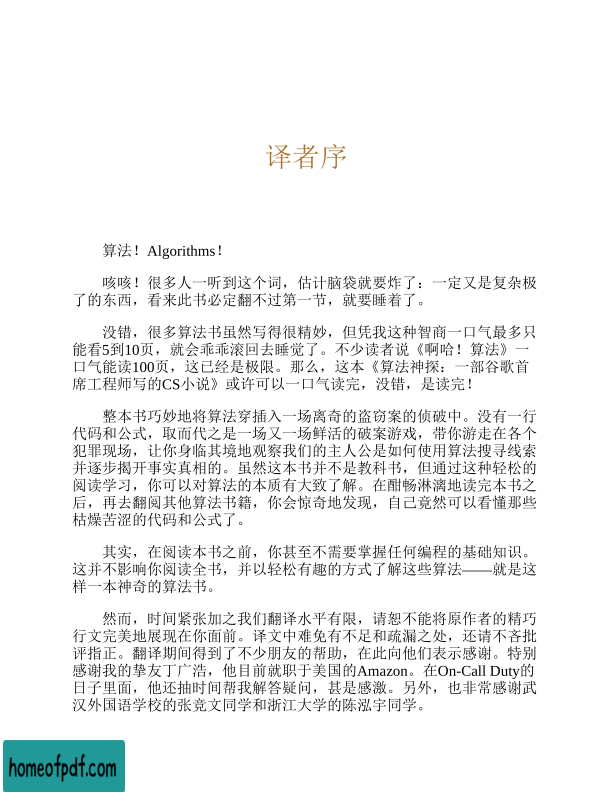 译者序
算法！Algorithms！
咳咳！很多人一听到这个词，估计脑袋就要炸了：一定又是复杂极
了的东西，看来此书必定翻不过第一节，就要睡着了。
没错，很多算法书虽然写得很精妙，但凭我这种智商一口气最多只
能看5到10页，就会乖乖滚回去睡觉了。不少读者说《啊哈！算法》一
口气能读100页，这已经是极限。那么，这本《算法神探：一部谷歌首
席工程师写的CS小说》或许可以一口气读完，没错，是读完！
整本书巧妙地将算法穿插入一场离奇的盗窃案的侦破中。没有一行
代码和公式，取而代之是一场又一场鲜活的破案游戏，带你游走在各个
犯罪现场，让你身临其境地观察我们的主人公是如何使用算法搜寻线索
并逐步揭开事实真相的。虽然这本书并不是教科书，但通过这种轻松的
阅读学习，你可以对算法的本质有大致了解。在酣畅淋漓地读完本书之
后，再去翻阅其他算法书籍，你会惊奇地发现，自己竟然可以看懂那些
枯燥苦涩的代码和公式了。
其实，在阅读本书之前，你甚至不需要掌握任何编程的基础知识。
这并不影响你阅读全书，并以轻松有趣的方式了解这些算法——就是这
样一本神奇的算法书。
然而，时间紧张加之我们翻译水平有限，请恕不能将原作者的精巧
行文完美地展现在你面前。译文中难免有不足和疏漏之处，还请不吝批
评指正。翻译期间得到了不少朋友的帮助，在此向他们表示感谢。特别
感谢我的挚友丁广浩，他目前就职于美国的Amazon。在On-Call Duty的
日子里面，他还抽时间帮我解答疑问，甚是感激。另外，也非常感谢武
汉外国语学校的张竞文同学和浙江大学的陈泓宇同学。
homeofpdf.com